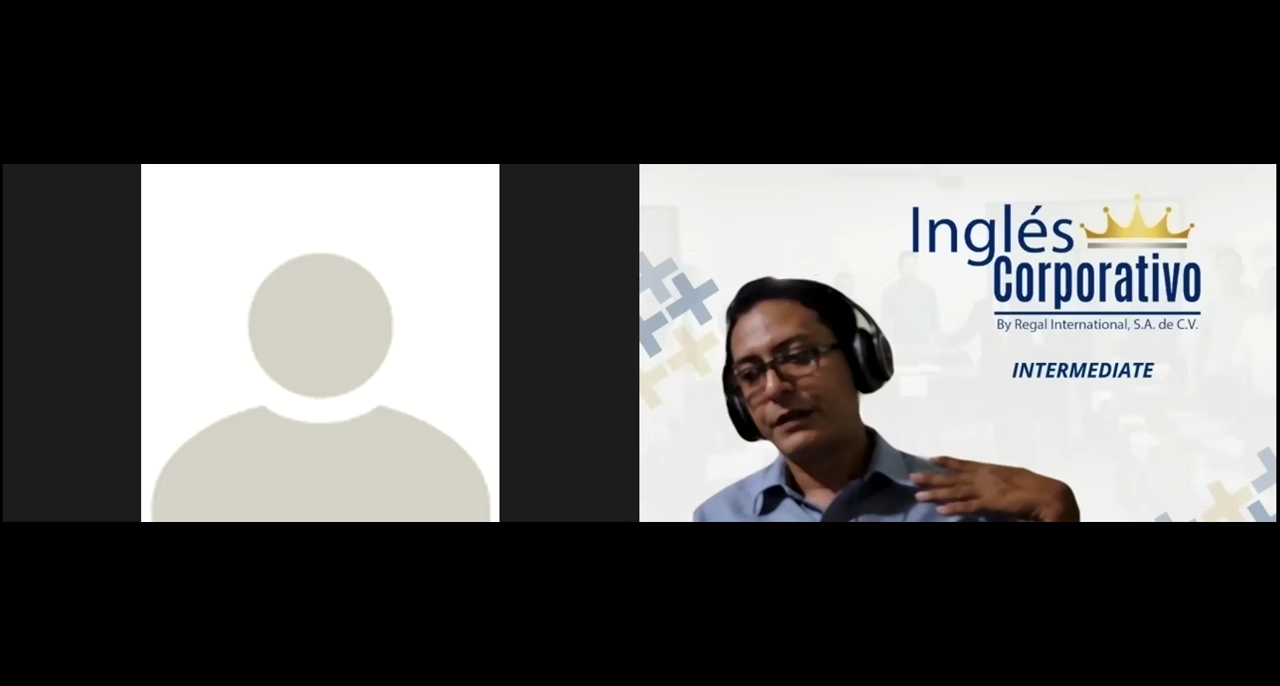 Inglés
Corporativo
By Regal International, S.A. de C.V.
INTERMEDIATE